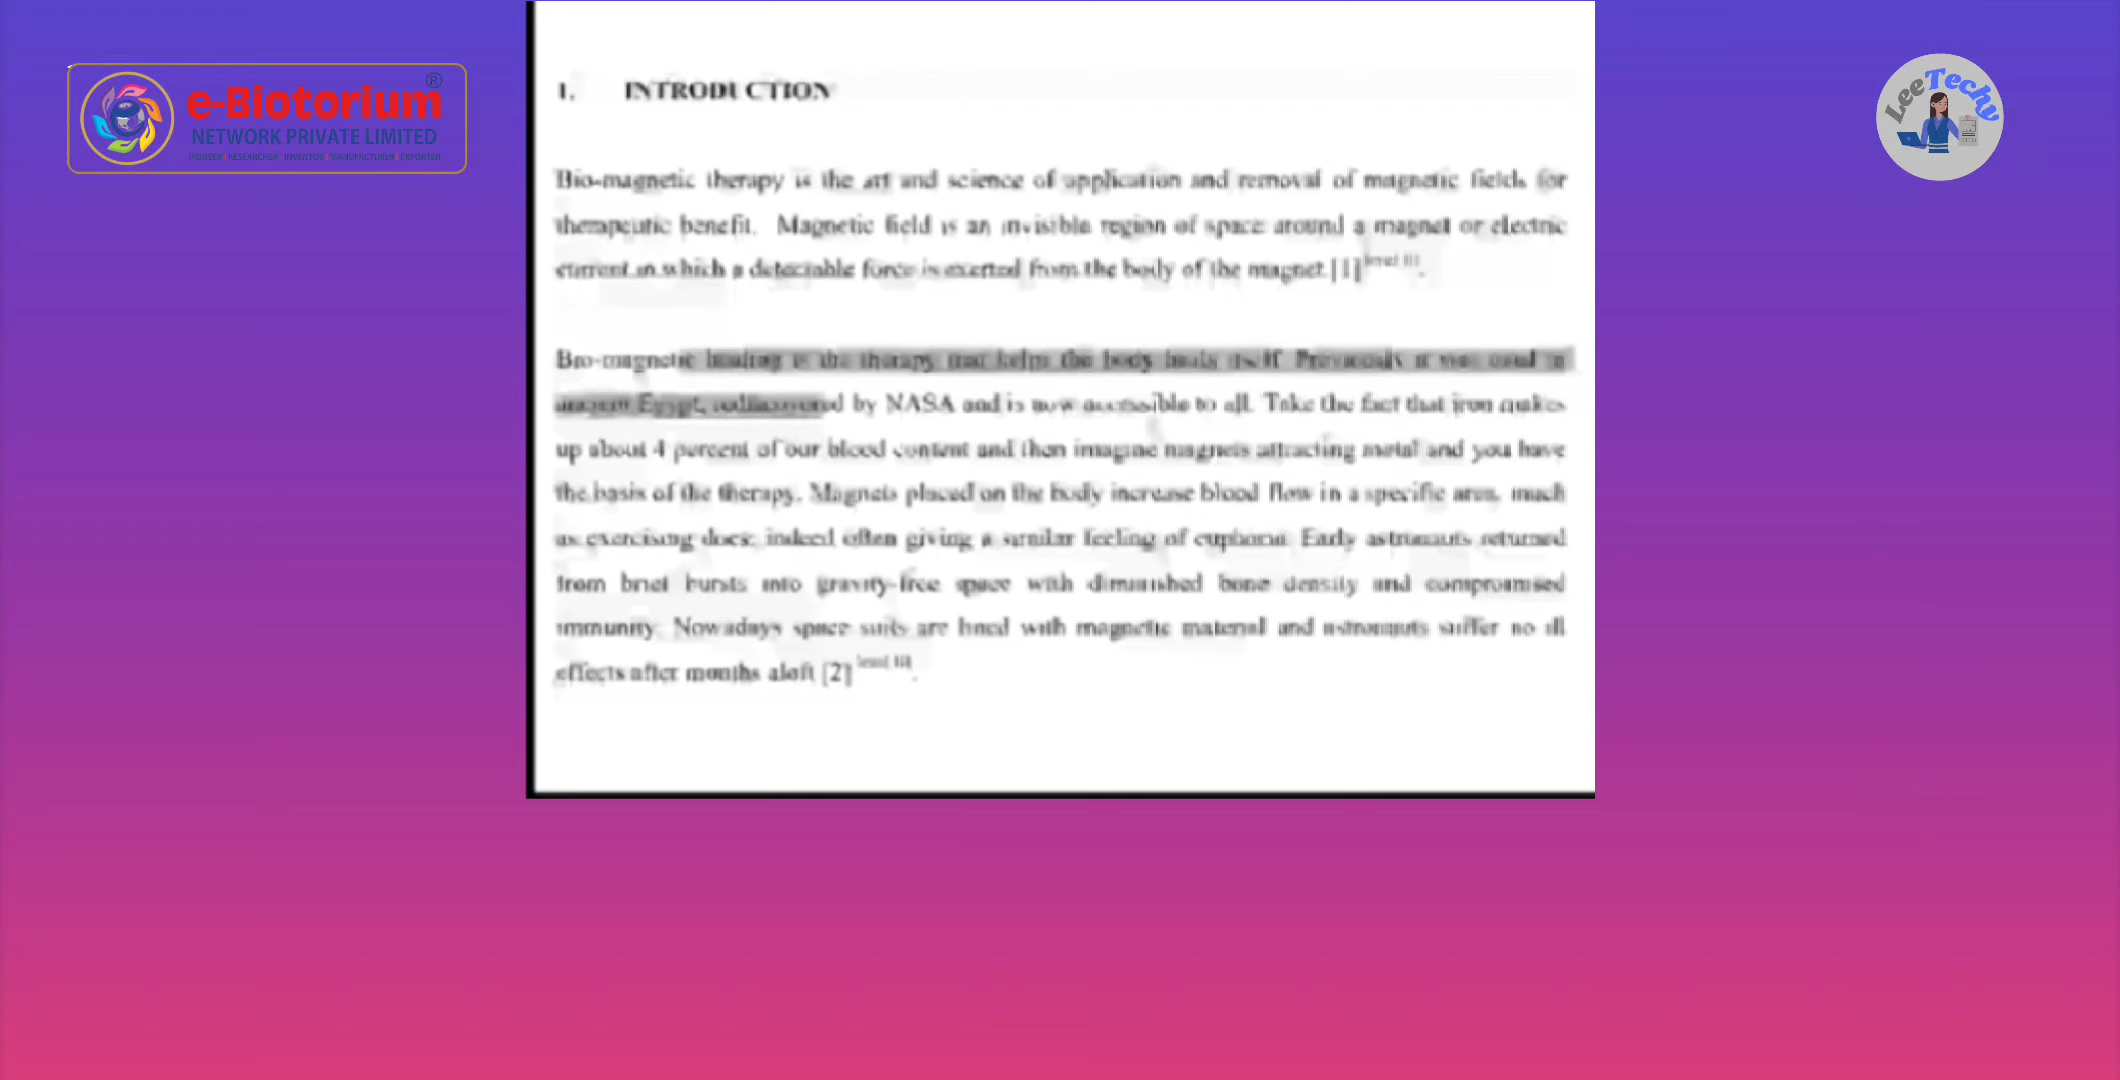 e-Biotorium®
NETWORK PRIVATE LIMITED
PIONEER RESEARCHER INVENTOR MANUFACTURER EXPORTER
LeeTechy
1. INTRODUCTION
Bio-magnetic therapy is the art and science of application and removal of magnetic fields for
therapeutic benefit. Magnetic field is an invisible region of space around a magnet or electric
current in which a detectable force is exerted from the body of the magnet [1]
Bio-magnetic healing is the therapy that helps the body heals itself. Previously it was used in
ancient Egypt, rediscovered by NASA and is now accessible to all. Take the fact that iron makes
up about 4 percent of our blood content and then imagine magnets attracting metal and you have
the basis of the therapy. Magnets placed on the body increase blood flow in a specific area, much
as exercising does; indeed often giving a similar feeling of euphoria. Early astronauts returned
from brief bursts into gravity-free space with diminished bone density and compromised
immunity. Nowadays space suits are lined with magnetic material and astronauts suffer no ill
effects after months aloft [2]